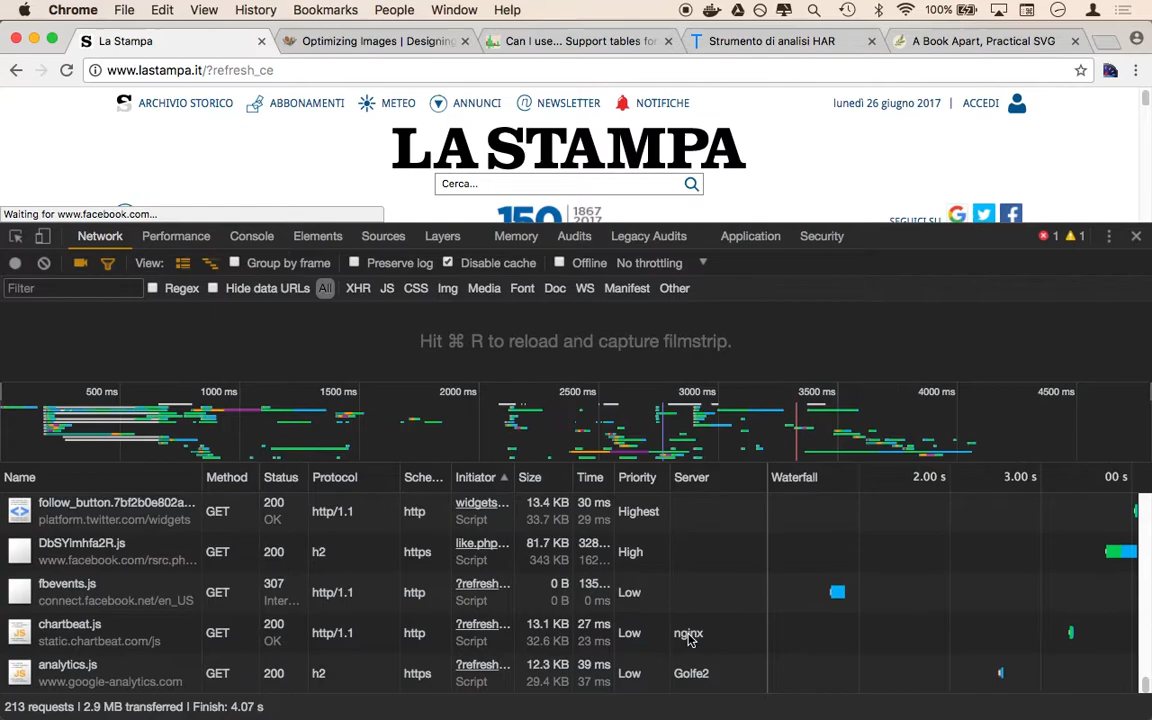 Chrome File Edit View History Bookmarks People Window Help 100%
La Stampa Optimizing Images | Designing Can I use... Support tables for Strumento di analisi HAR A Book Apart, Practical SVG
www.lastampa.it/?refresh_ce
ARCHIVIO STORICO ABBONAMENTI METEO ANNUNCI NEWSLETTER NOTIFICHE lunedì 26 giugno 2017 ACCEDI
LA STAMPA
Cerca...
Waiting for www.facebook.com...
150 1867
2017
SEGUICI SU
Network Performance Console Elements Sources Layers Memory Audits Legacy Audits Application Security 1 1
View: Group by frame Preserve log Disable cache Offline No throttling
Filter Regex Hide data URLs All XHR JS CSS Img Media Font Doc WS Manifest Other
Hit ⌘ R to reload and capture filmstrip.
500 ms 1000 ms 1500 ms 2000 ms 2500 ms 3000 ms 3500 ms 4000 ms 4500 ms
Name Method Status Protocol Sche... Initiator Size Time Priority Server Waterfall 2.00 s 3.00 s 00 s
follow_button.7bf2b0e802a... GET 200 http/1.1 http widgets... 13.4 KB 30 ms Highest
platform.twitter.com/widgets OK Script 33.7 KB 29 ms
DbSYlmhfa2R.js GET 200 h2 https like.php... 81.7 KB 328... High
www.facebook.com/rsrc.ph... Script 343 KB 162...
fbevents.js GET 307 http/1.1 https ?refresh... 0 B 135... Low
connect.facebook.net/en_US Inter... Script 0 B 0 ms
chartbeat.js GET 200 http/1.1 http ?refresh... 13.1 KB 27 ms Low nginx
static.chartbeat.com/js OK Script 32.6 KB 23 ms
analytics.js GET 200 h2 https ?refresh... 12.3 KB 39 ms Low Golfe2
www.google-analytics.com Script 29.4 KB 37 ms
213 requests | 2.9 MB transferred | Finish: 4.07 s